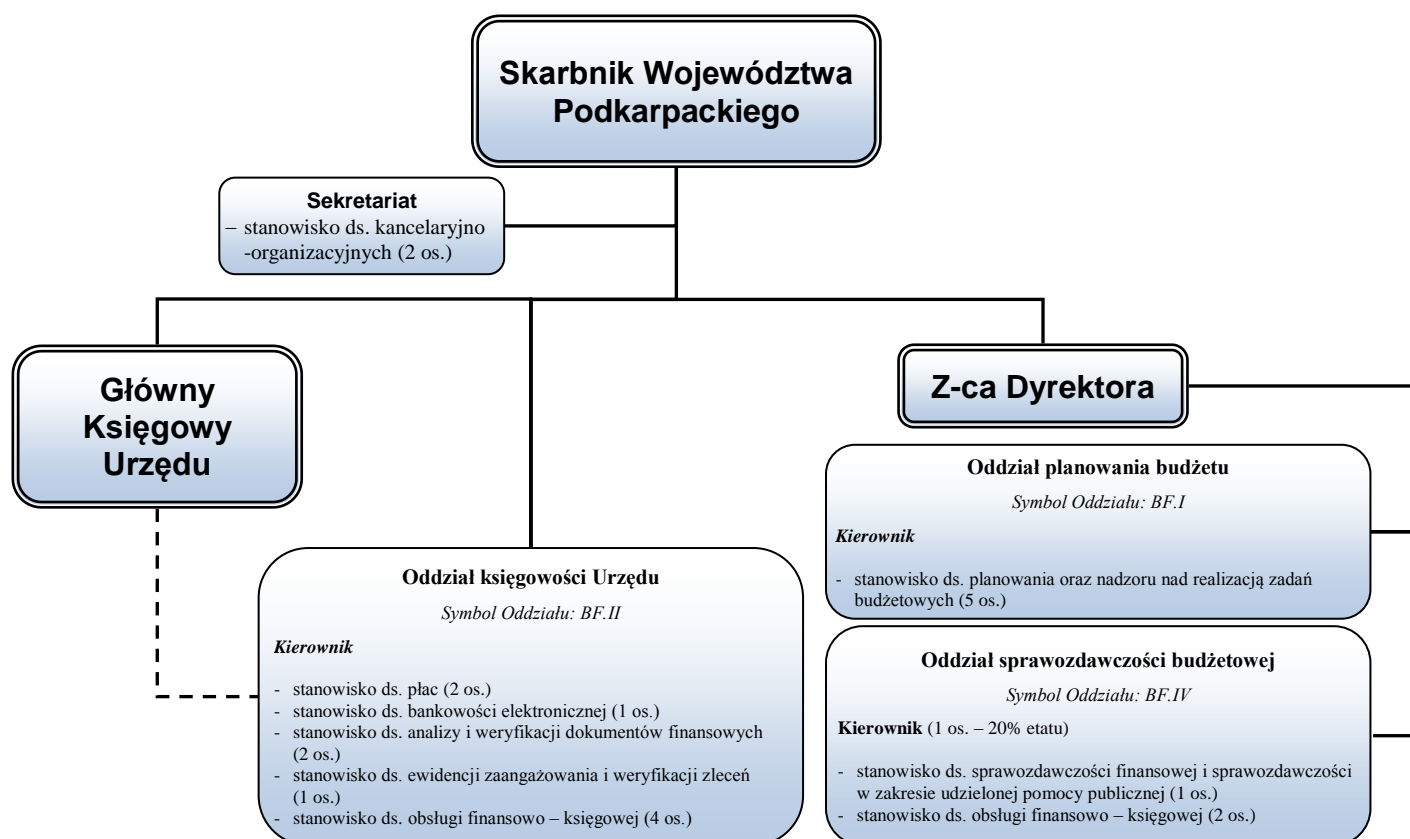 Skarbnik Województwa
Podkarpackiego
Sekretariat
– stanowisko ds. kancelaryjno
-organizacyjnych (2 os.)
Główny
Księgowy
Urzędu
Z-ca Dyrektora
Oddział planowania budżetu
Symbol Oddziału: BF.I
Kierownik
- stanowisko ds. planowania oraz nadzoru nad realizacją zadań
budżetowych (5 os.)
Oddział księgowości Urzędu
Symbol Oddziału: BF.II
Kierownik
- stanowisko ds. płac (2 os.)
- stanowisko ds. bankowości elektronicznej (1 os.)
- stanowisko ds. analizy i weryfikacji dokumentów finansowych
(2 os.)
- stanowisko ds. ewidencji zaangażowania i weryfikacji zleceń
(1 os.)
- stanowisko ds. obsługi finansowo – księgowej (4 os.)
Oddział sprawozdawczości budżetowej
Symbol Oddziału: BF.IV
Kierownik (1 os. – 20% etatu)
- stanowisko ds. sprawozdawczości finansowej i sprawozdawczości
w zakresie udzielonej pomocy publicznej (1 os.)
- stanowisko ds. obsługi finansowo – księgowej (2 os.)